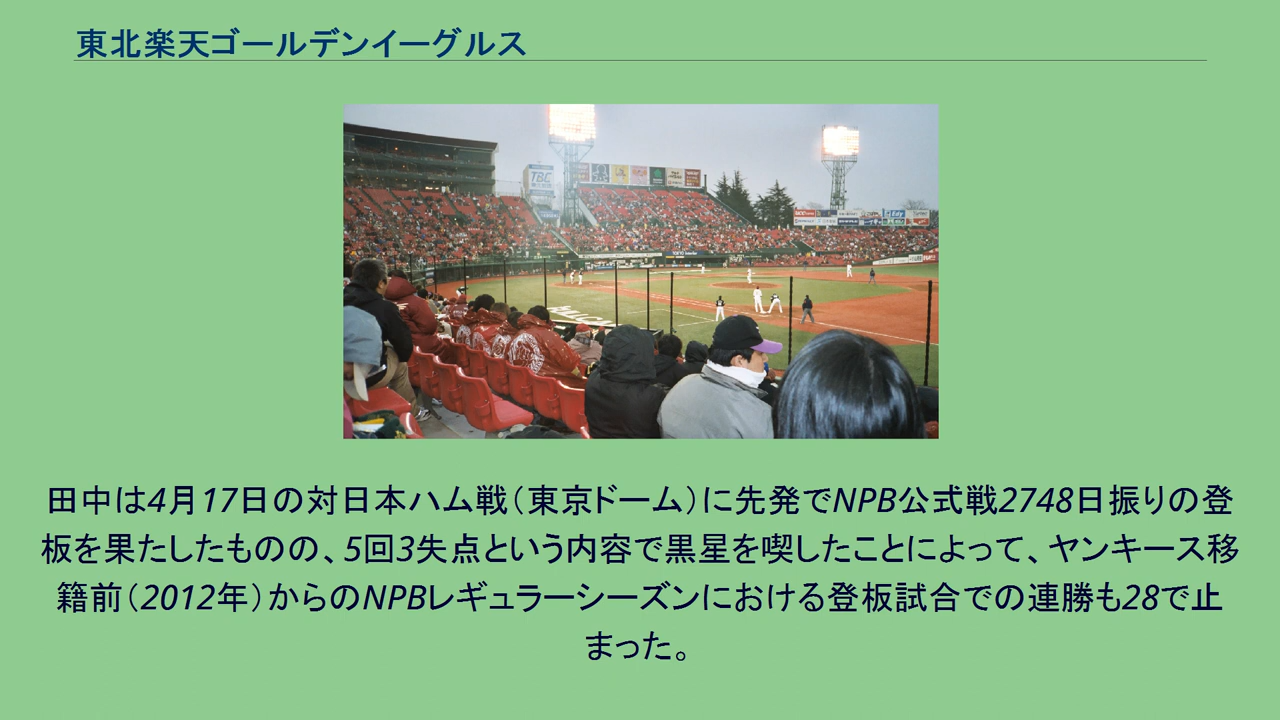 東北楽天ゴールデンイーグルス
TBC
Edy
田中は4月17日の対日本ハム戦（東京ドーム）に先発でNPB公式戦2748日振りの登
板を果たしたものの、5回3失点という内容で黒星を喫したことによって、ヤンキース移
籍前（2012年）からのNPBレギュラーシーズンにおける登板試合での連勝も28で止
まった。